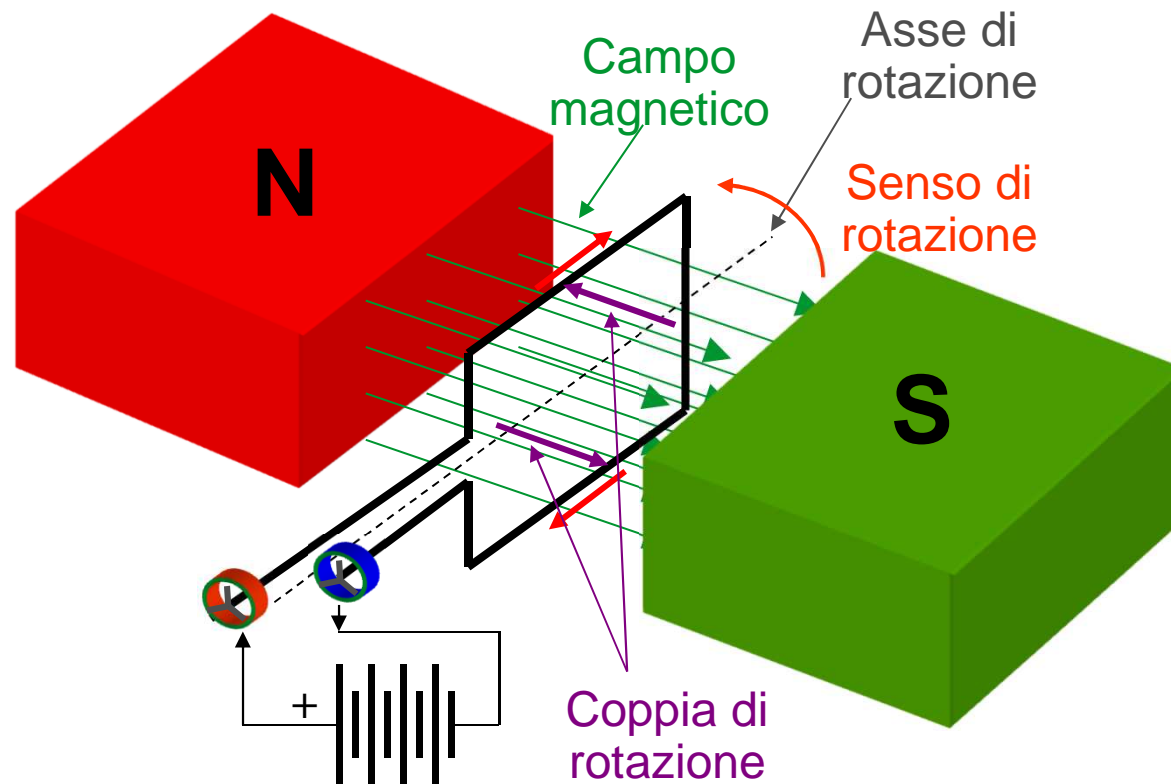 Campo
magnetico
Asse di
rotazione
N
Senso di
rotazione
S
+
Coppia di
rotazione